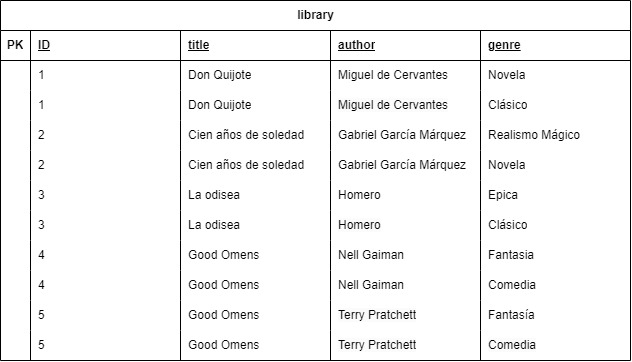 library
PK ID title author genre
1 Don Quijote Miguel de Cervantes Novela
1 Don Quijote Miguel de Cervantes Clásico
2 Cien años de soledad Gabriel García Márquez Realismo Mágico
2 Cien años de soledad Gabriel García Márquez Novela
3 La odisea Homero Epica
3 La odisea Homero Clásico
4 Good Omens Nell Gaiman Fantasia
4 Good Omens Nell Gaiman Comedia
5 Good Omens Terry Pratchett Fantasía
5 Good Omens Terry Pratchett Comedia